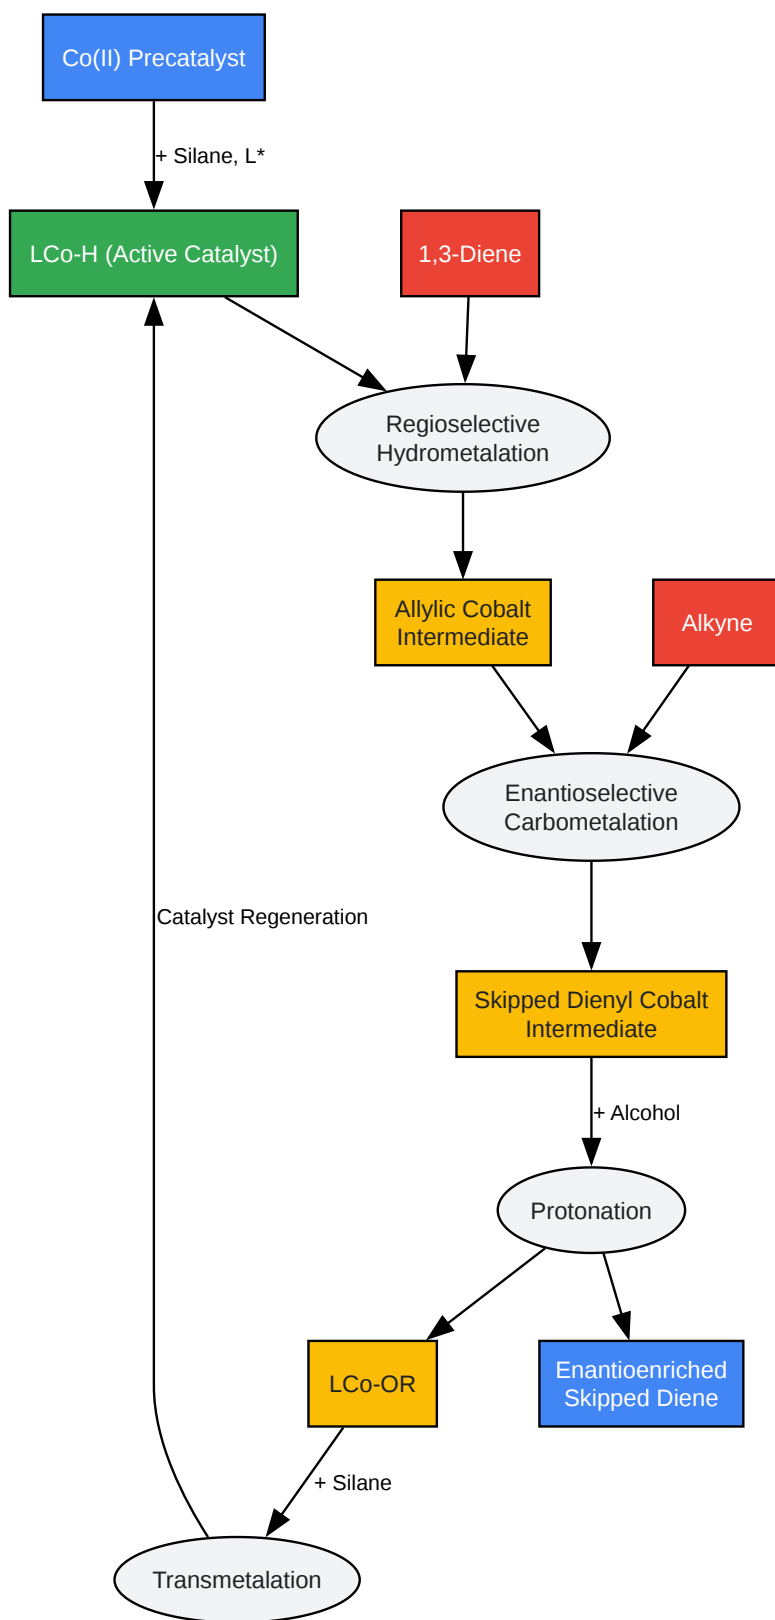 Co(II) Precatalyst
+ Silane, L*
LCo-H (Active Catalyst)
1,3-Diene
Regioselective
Hydrometalation
Allylic Cobalt
Intermediate
Alkyne
Enantioselective
Carbometalation
Catalyst Regeneration
Skipped Dienyl Cobalt
Intermediate
+ Alcohol
Protonation
LCo-OR
Enantioenriched
Skipped Diene
+ Silane
Transmetalation